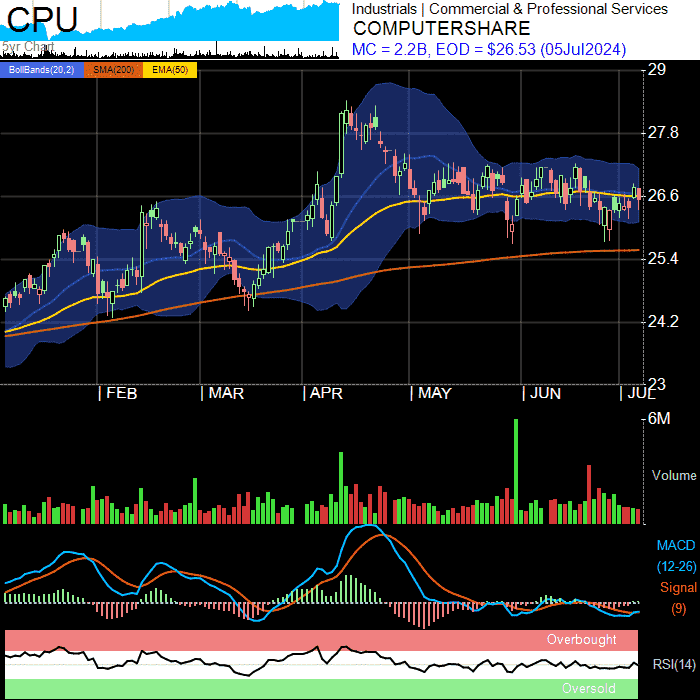 CPU
5yr Chart
Industrials | Commercial & Professional Services
COMPUTERSHARE
MC = 2.2B, EOD = $26.53 (05Jul2024)
BollBands(20,2) SMA(200) EMA(50)
29
27.8
26.6
25.4
24.2
23
| FEB | MAR | APR | MAY | JUN | JUL
6M
Volume
MACD
(12-26)
Signal
(9)
Overbought
RSI(14)
Oversold